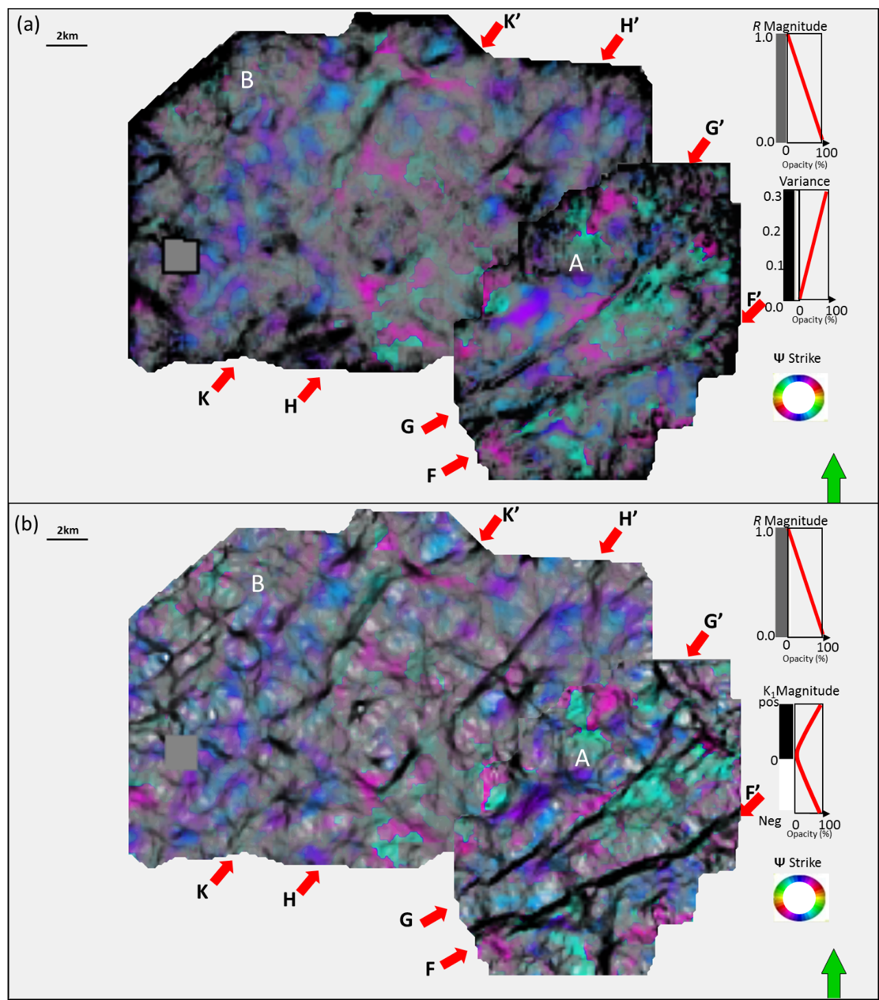 (a)
2km
K’
H’
R Magnitude
1.0
B
G’
0.0
0
100
Opacity (%)
Variance
0.3
0.2
A
0.1
F’
0.0
0
100
Opacity (%)
Ψ Strike
K
H
G
F
(b)
2km
K’
H’
R Magnitude
1.0
B
G’
0.0
0
100
Opacity (%)
K1Magnitude
pos
A
0
F’
Neg
0
100
Opacity (%)
Ψ Strike
K
H
G
F